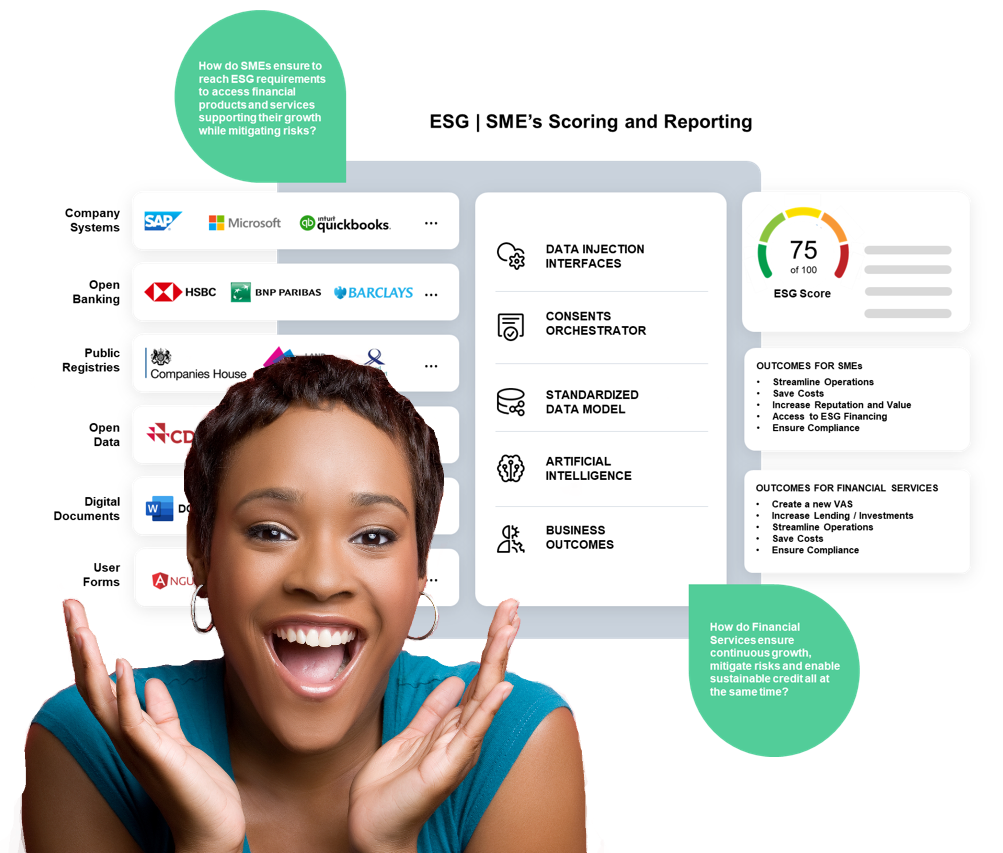 How do SMEs ensure to
reach ESG requirements
to access financial
products and services
supporting their growth
while mitigating risks?
ESG | SME's Scoring and Reporting
Company
Systems
SAP
Microsoft
intuit
quickbooks.
...
Open
Banking
HSBC
BNP PARIBAS
BARCLAYS
...
Public
Registries
Companies House
...
Open
Data
Digital
Documents
W
User
Forms
A
...
DATA INJECTION
INTERFACES
CONSENTS
ORCHESTRATOR
STANDARDIZED
DATA MODEL
ARTIFICIAL
INTELLIGENCE
BUSINESS
OUTCOMES
75
of 100
ESG Score
OUTCOMES FOR SMEs
• Streamline Operations
• Save Costs
• Increase Reputation and Value
• Access to ESG Financing
• Ensure Compliance
OUTCOMES FOR FINANCIAL SERVICES
• Create a new VAS
• Increase Lending / Investments
• Streamline Operations
• Save Costs
• Ensure Compliance
How do Financial
Services ensure
continuous growth,
mitigate risks and enable
sustainable credit all at
the same time?